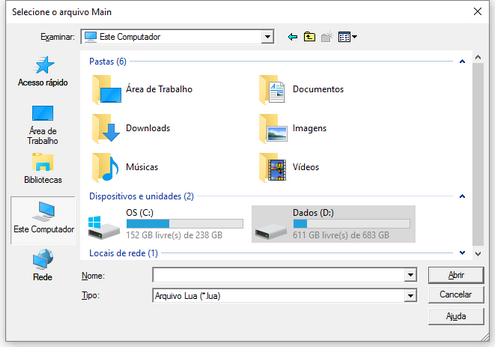 Selecione o arquivo Main
Examinar:
Este Computador
Acesso rápido
Área de
Trabalho
Bibliotecas
Este Computador
Rede
Pastas (6)
Área de Trabalho
Documentos
Downloads
Imagens
Músicas
Vídeos
Dispositivos e unidades (2)
OS (C:)
152 GB livre(s) de 238 GB
Dados (D:)
611 GB livre(s) de 683 GB
Locais de rede (1)
Nome:
Abrir
Tipo:
Arquivo Lua (*.lua)
Cancelar
Ajuda